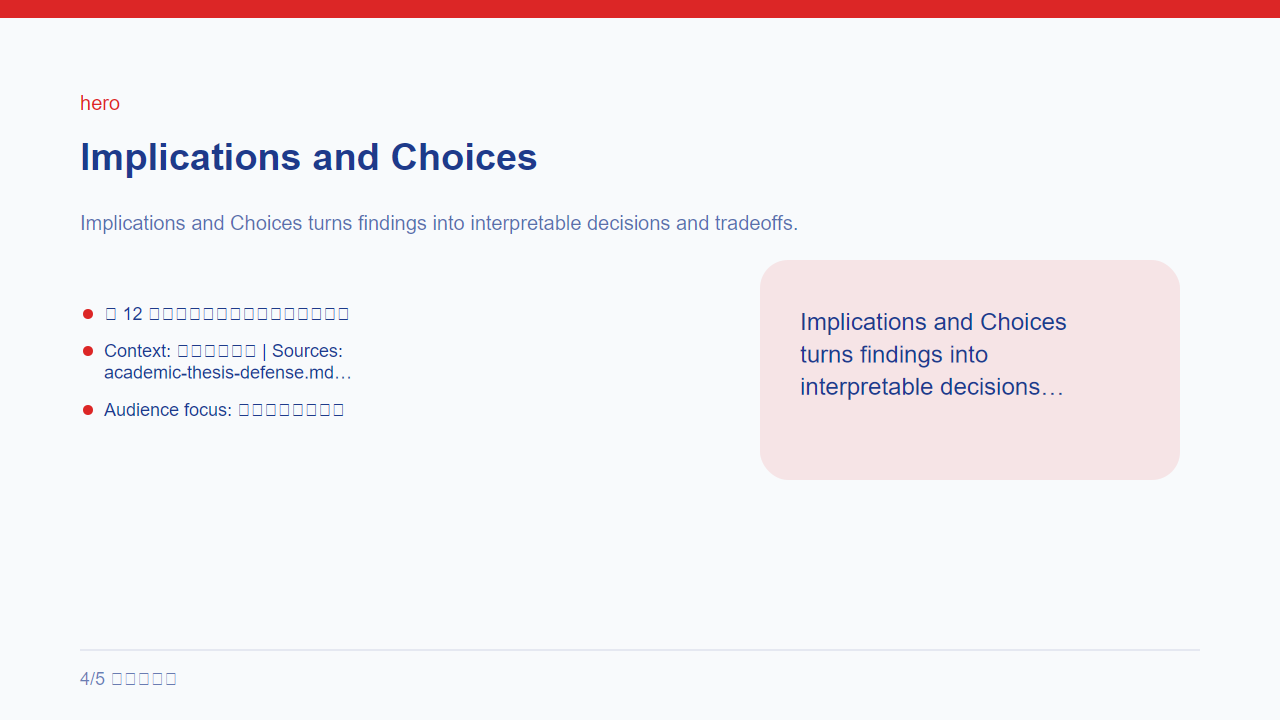 hero
Implications and Choices
Implications and Choices turns findings into interpretable decisions and tradeoffs.
12
Context: | Sources:
academic-thesis-defense.md…
Audience focus:
Implications and Choices
turns findings into
interpretable decisions…
4/5